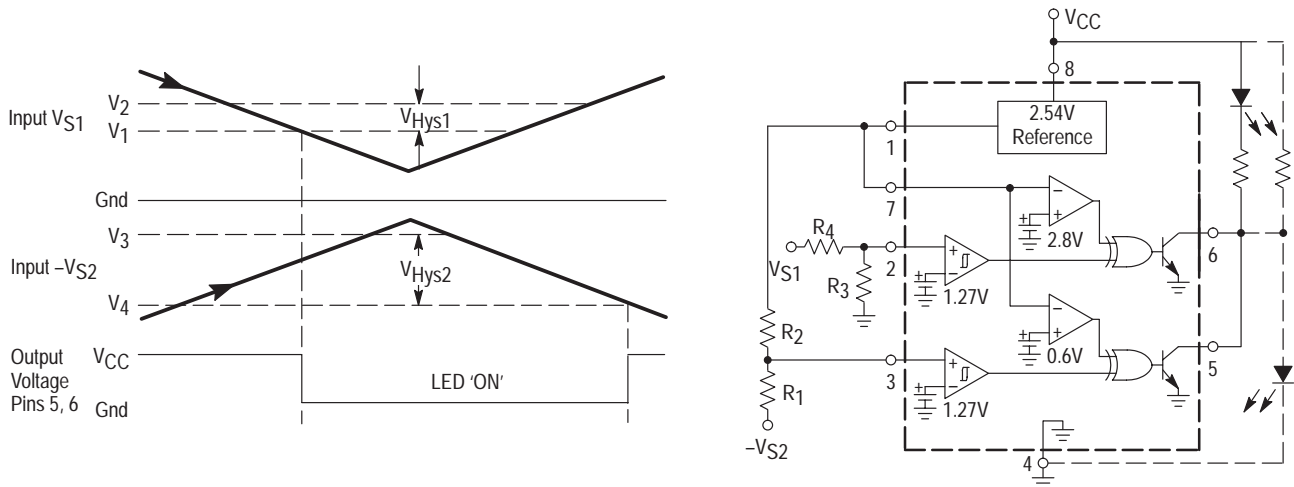 Input VS1
V2
V1
VHys1
Gnd
V3
Input –VS2
VHys2
V4
Output
Voltage
Pins 5, 6
VCC
Gnd
LED 'ON'
VCC
8
2.54V
Reference
1
7
–
+
2.8V
6
R4
VS1
2
+
–
1.27V
R3
R2
–
+
0.6V
5
3
+
–
1.27V
R1
–VS2
4
+
+
+
+